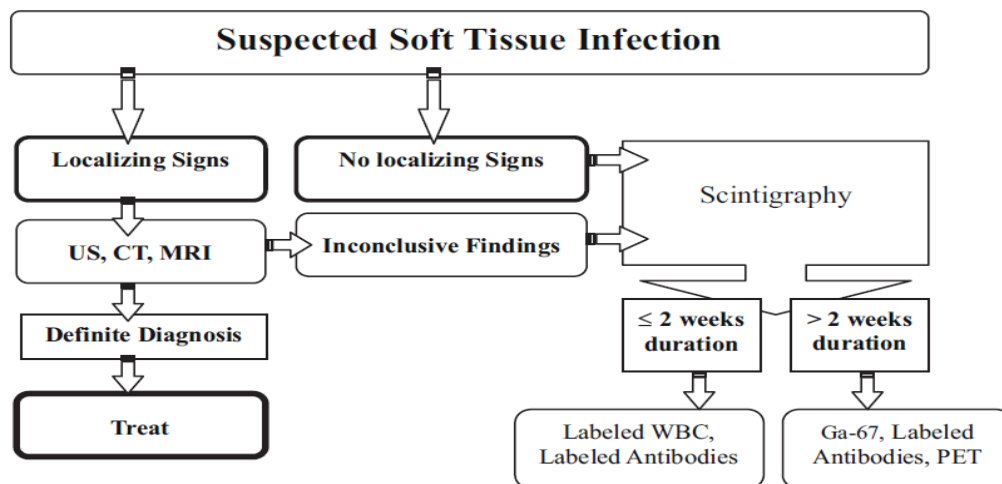 Suspected Soft Tissue Infection
Localizing Signs
No localizing Signs
Scintigraphy
US, CT, MRI
Inconclusive Findings
≤ 2 weeks
duration
> 2 weeks
duration
Definite Diagnosis
Treat
Labeled WBC,
Labeled Antibodies
Ga-67, Labeled
Antibodies, PET